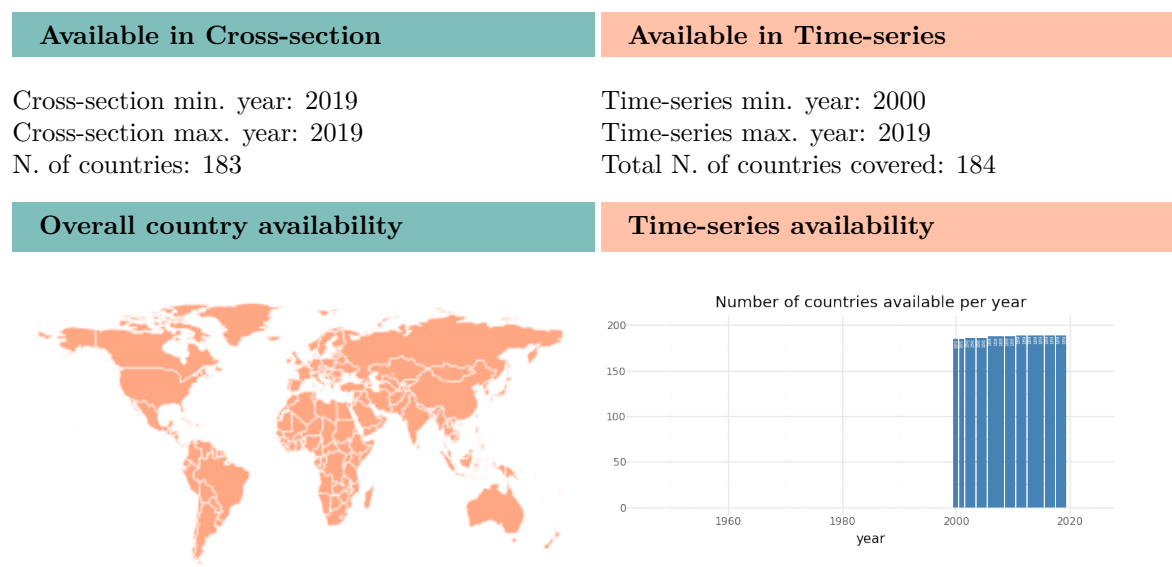 Available in Cross-section
Available in Time-series
Cross-section min. year: 2019
Cross-section max. year: 2019
N. of countries: 183
Time-series min. year: 2000
Time-series max. year: 2019
Total N. of countries covered: 184
Overall country availability
Time-series availability
Number of countries available per year
200
150
100
50
0
1960 1980 2000 2020
year